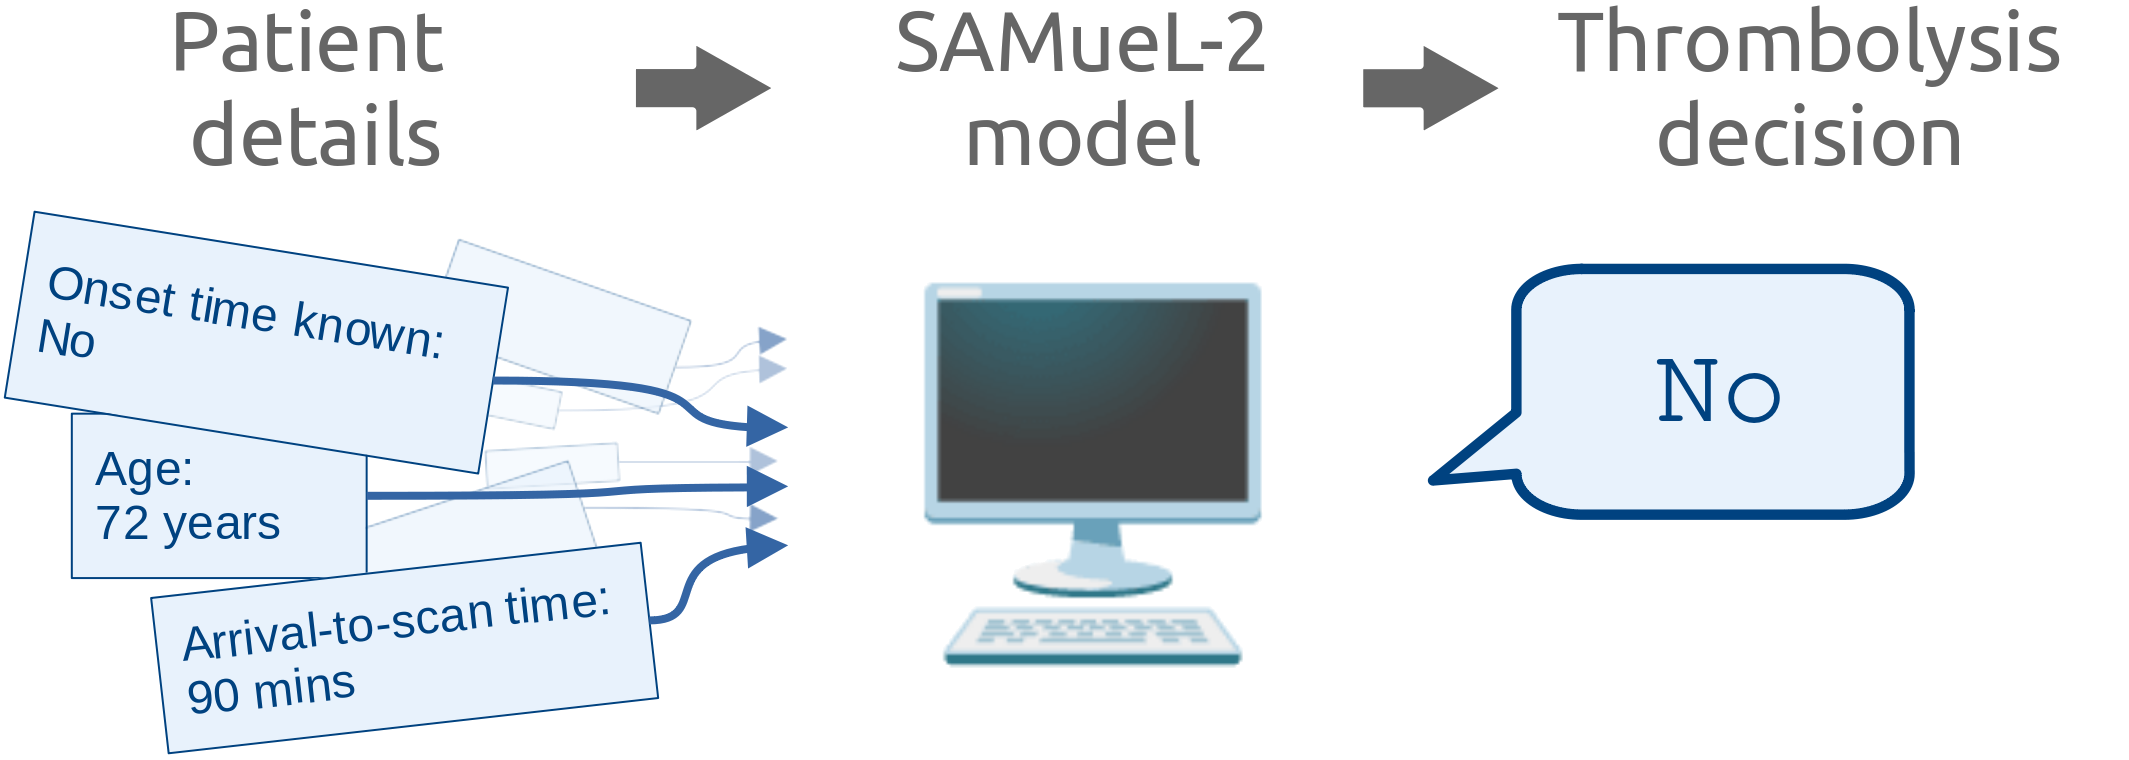 Patient
details
SAMueL-2
model
Thrombolysis
decision
Onset time known:
No
Age:
72 years
Arrival-to-scan time:
90 mins
No